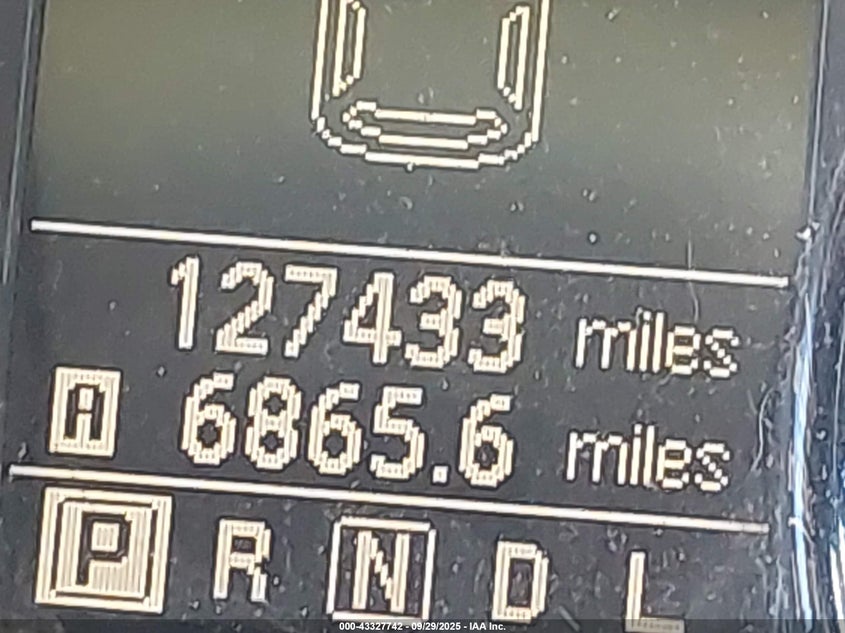 127433 miles
A 6865.6 miles
P R N D L
000-43327742 - 09/29/2025 - IAA Inc.